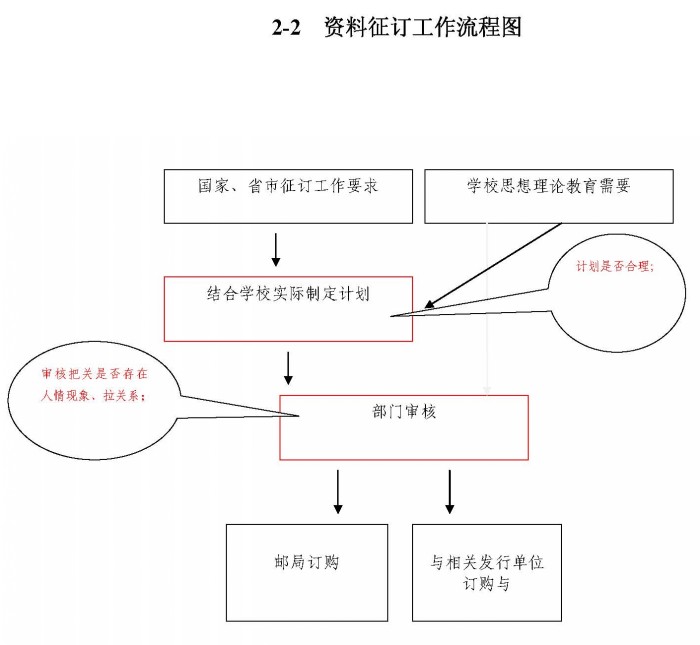 2-2 资料征订工作流程图
国家、省市征订工作要求
学校思想理论教育需要
计划是否合理;
结合学校实际制定计划
审核把关是否存在
人情现象、拉关系;
部门审核
邮局订购
与相关发行单位
订购与